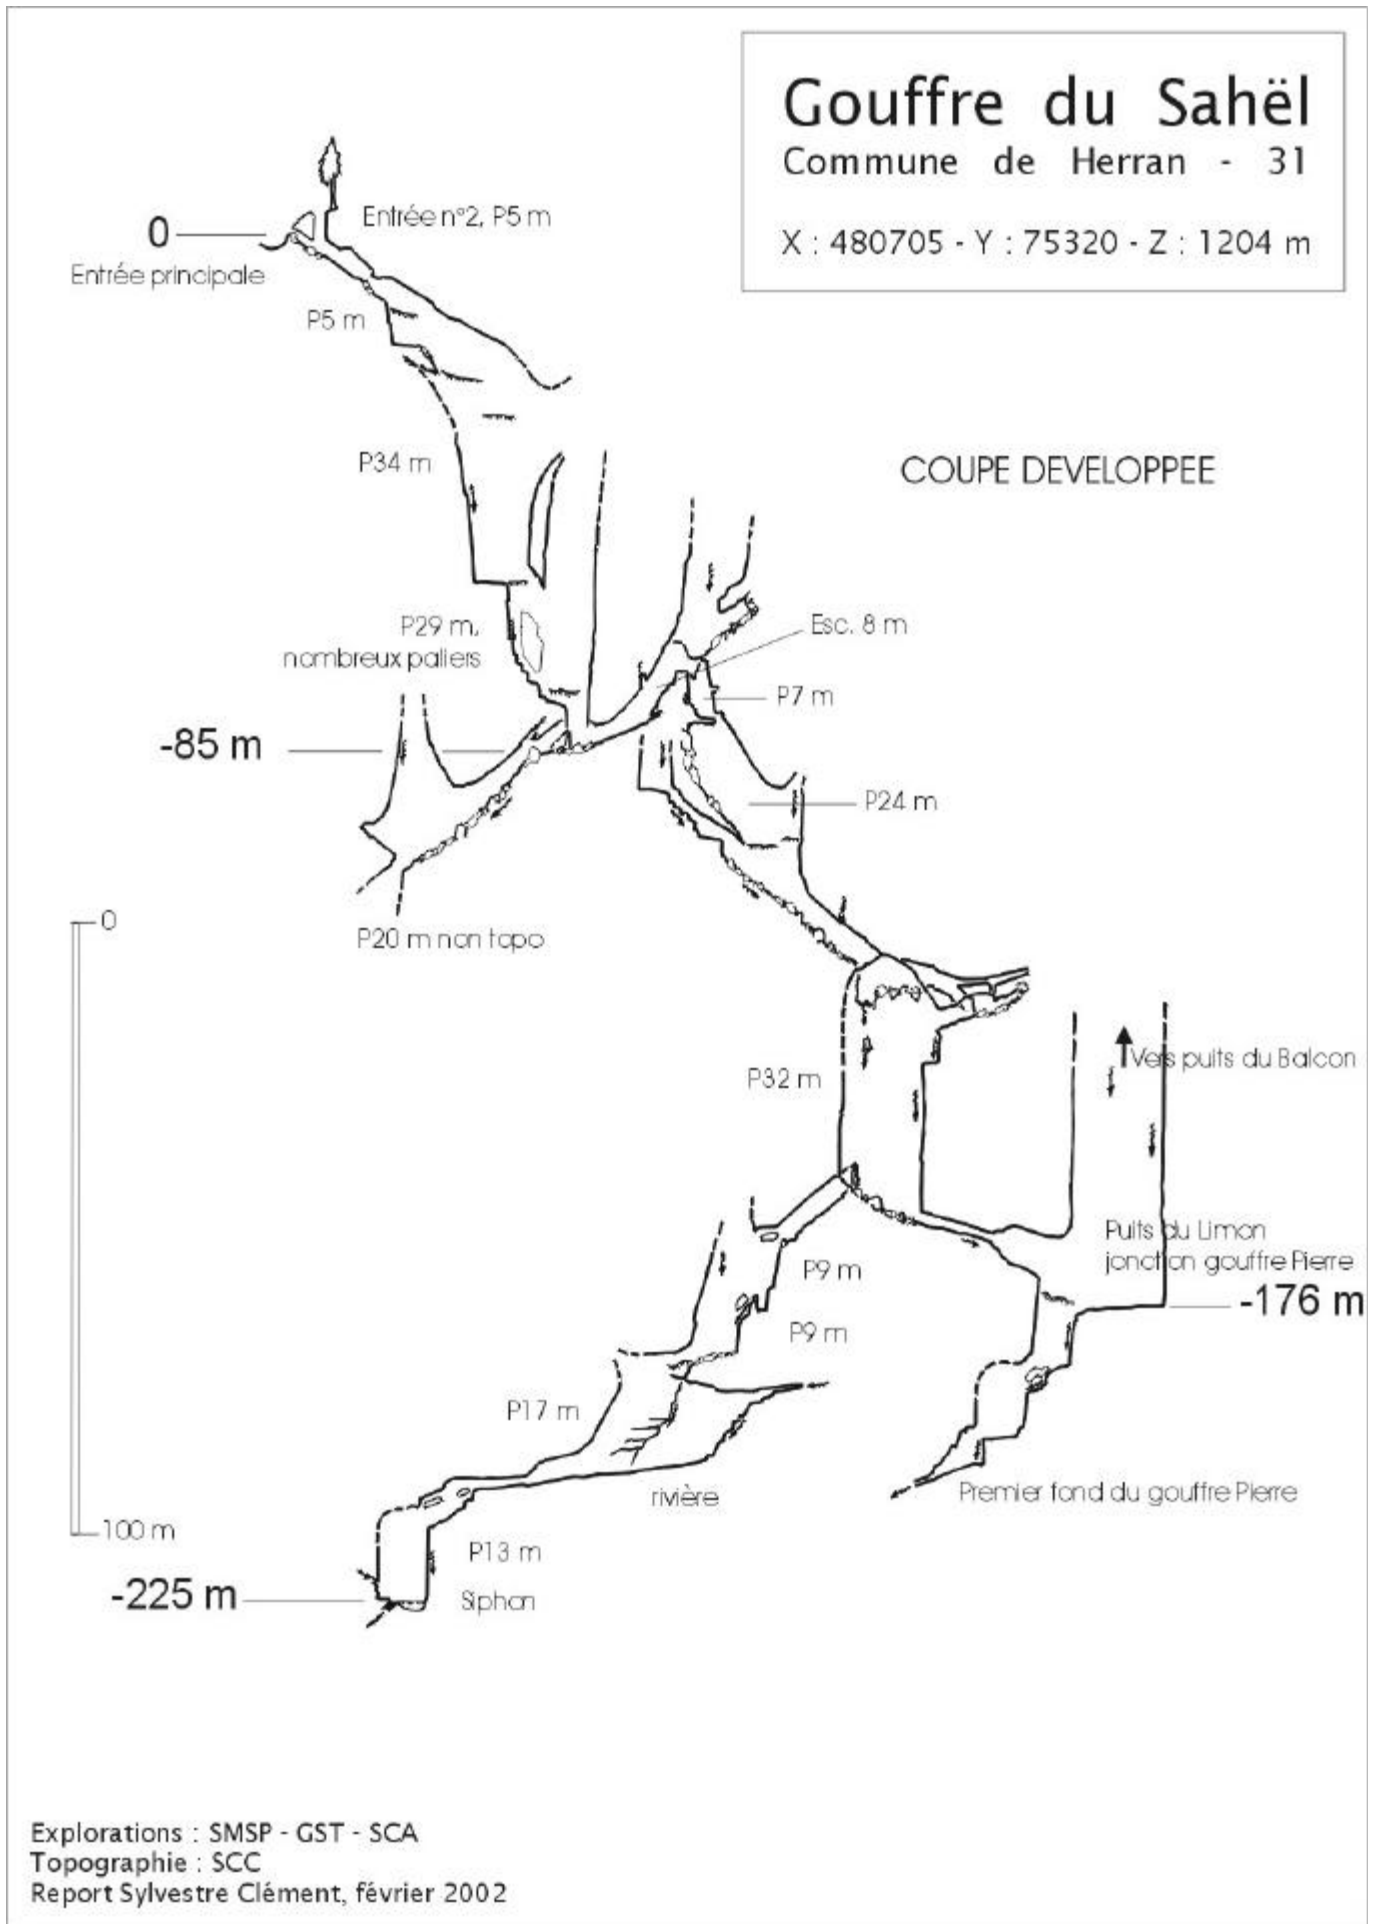 Gouffre du Sahël
Commune de Herran - 31
X : 480705 - Y : 75320 - Z : 1204 m
Entrée n°2, P5 m
0
Entrée principale
P5 m
P34 m
COUPE DEVELOPPEE
P29 m,
nombreux paliers
Esc. 8 m
P7 m
-85 m
P24 m
P20 m non topo
0
Vers puits du Balcon
P32 m
Puits du Limon
jonction gouffre Pierre
P9 m
-176 m
P9 m
P17 m
rivière
Premier fond du gouffre Pierre
100 m
P13 m
-225 m
Siphon
Explorations : SMSP - GST - SCA
Topographie : SCC
Report Sylvestre Clément, février 2002